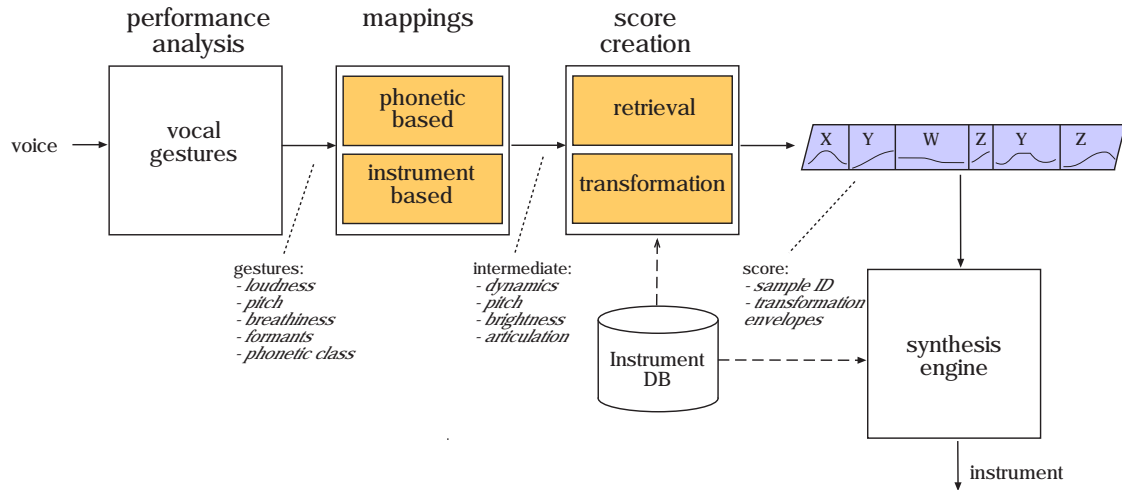 performance
analysis
mappings
score
creation
voice
vocal
gestures
phonetic
based
instrument
based
retrieval
transformation
X Y W Z Y Z
gestures:
- loudness
- pitch
- breathiness
- formants
- phonetic class
intermediate:
- dynamics
- pitch
- brightness
- articulation
score:
- sample ID
- transformation
envelopes
Instrument
DB
synthesis
engine
instrument